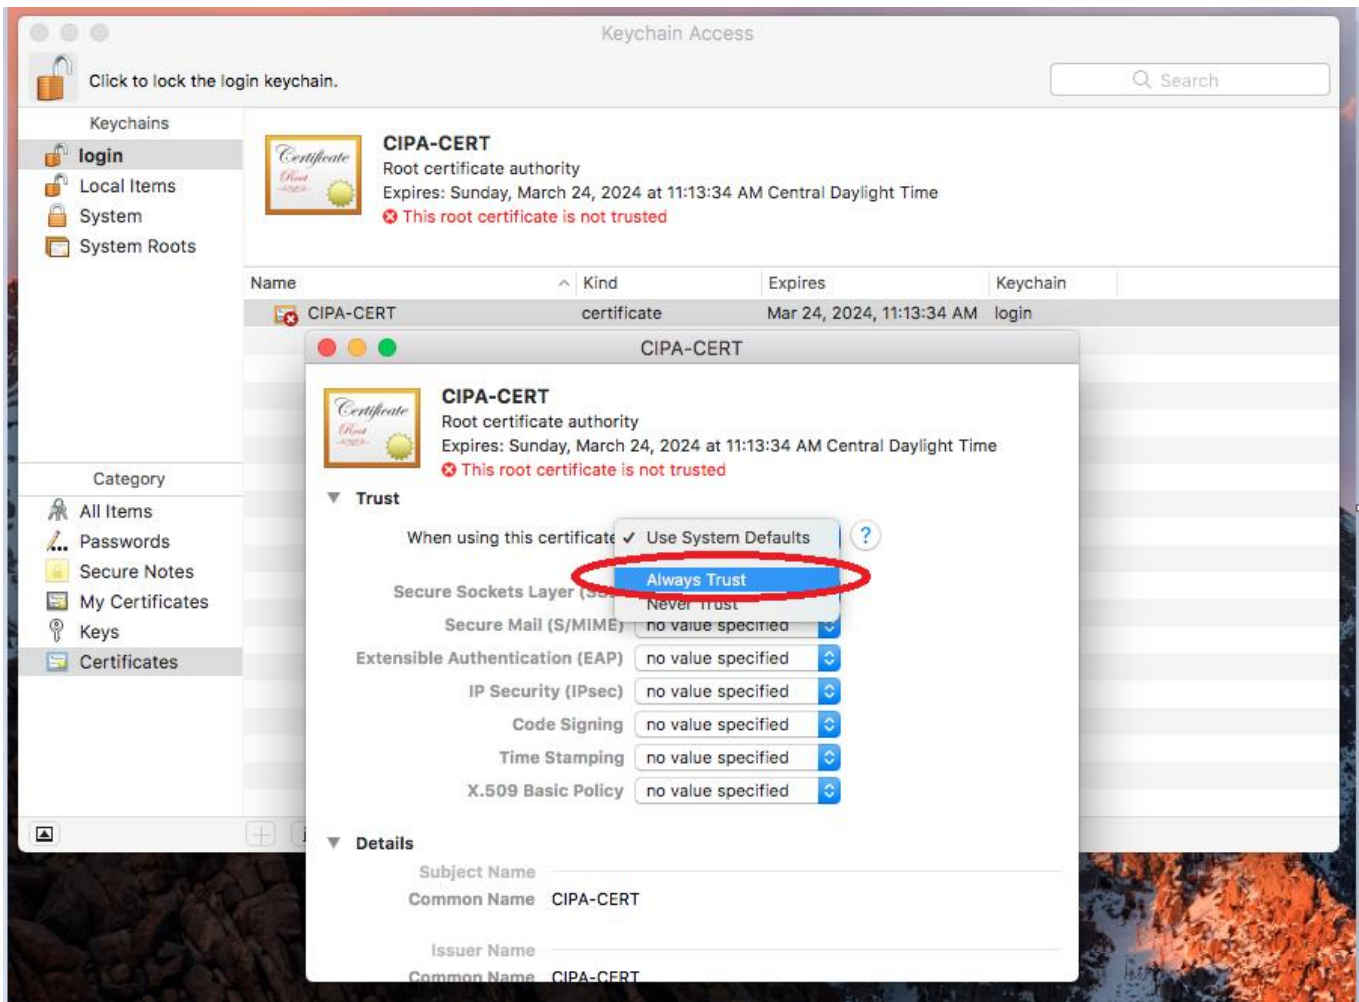 Keychain Access
Click to lock the login keychain.
Search
Keychains
login
Local Items
System
System Roots
Certificate
Root
CIPA-CERT
Root certificate authority
Expires: Sunday, March 24, 2024 at 11:13:34 AM Central Daylight Time
This root certificate is not trusted
Name Kind Expires Keychain
CIPA-CERT certificate Mar 24, 2024, 11:13:34 AM login
Category
All Items
Passwords
Secure Notes
My Certificates
Keys
Certificates
CIPA-CERT
Certificate
Root
CIPA-CERT
Root certificate authority
Expires: Sunday, March 24, 2024 at 11:13:34 AM Central Daylight Time
This root certificate is not trusted
Trust
When using this certificate ✓ Use System Defaults ?
Always Trust
Never Trust
Secure Sockets Layer
Secure Mail (S/MIME) no value specified
Extensible Authentication (EAP) no value specified
IP Security (IPsec) no value specified
Code Signing no value specified
Time Stamping no value specified
X.509 Basic Policy no value specified
Details
Subject Name
Common Name CIPA-CERT
Issuer Name
Common Name CIPA-CERT